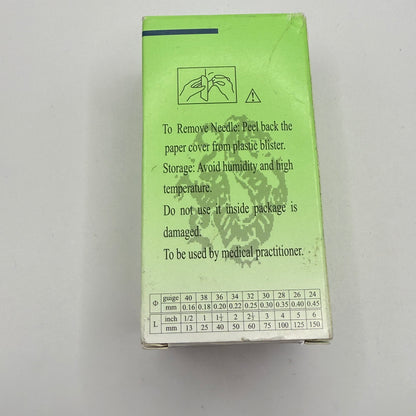 To Remove Needle: Peel back the
paper cover from plastic blister.
Storage: Avoid humidity and high
temperature.
Do not use it inside package is
damaged:
To be used by medical practitioner.
Φ guige 40 38 36 34 32 30 28 26 24
mm 0.16 0.18 0.20 0.22 0.25 0.30 0.35 0.40 0.45
L inch 1/2 1 1½ 2 2½ 3 4 5 6
mm 13 25 40 50 60 75 100 125 150